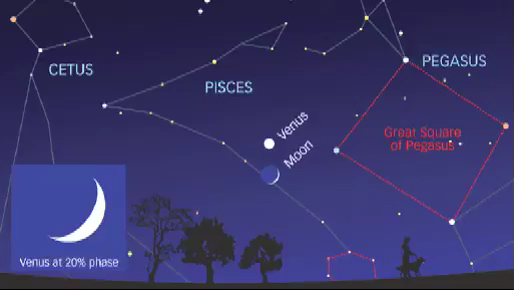 CETUS
PISCES
PEGASUS
Great Square
of Pegasus
Venus
Moon
Venus at 20% phase